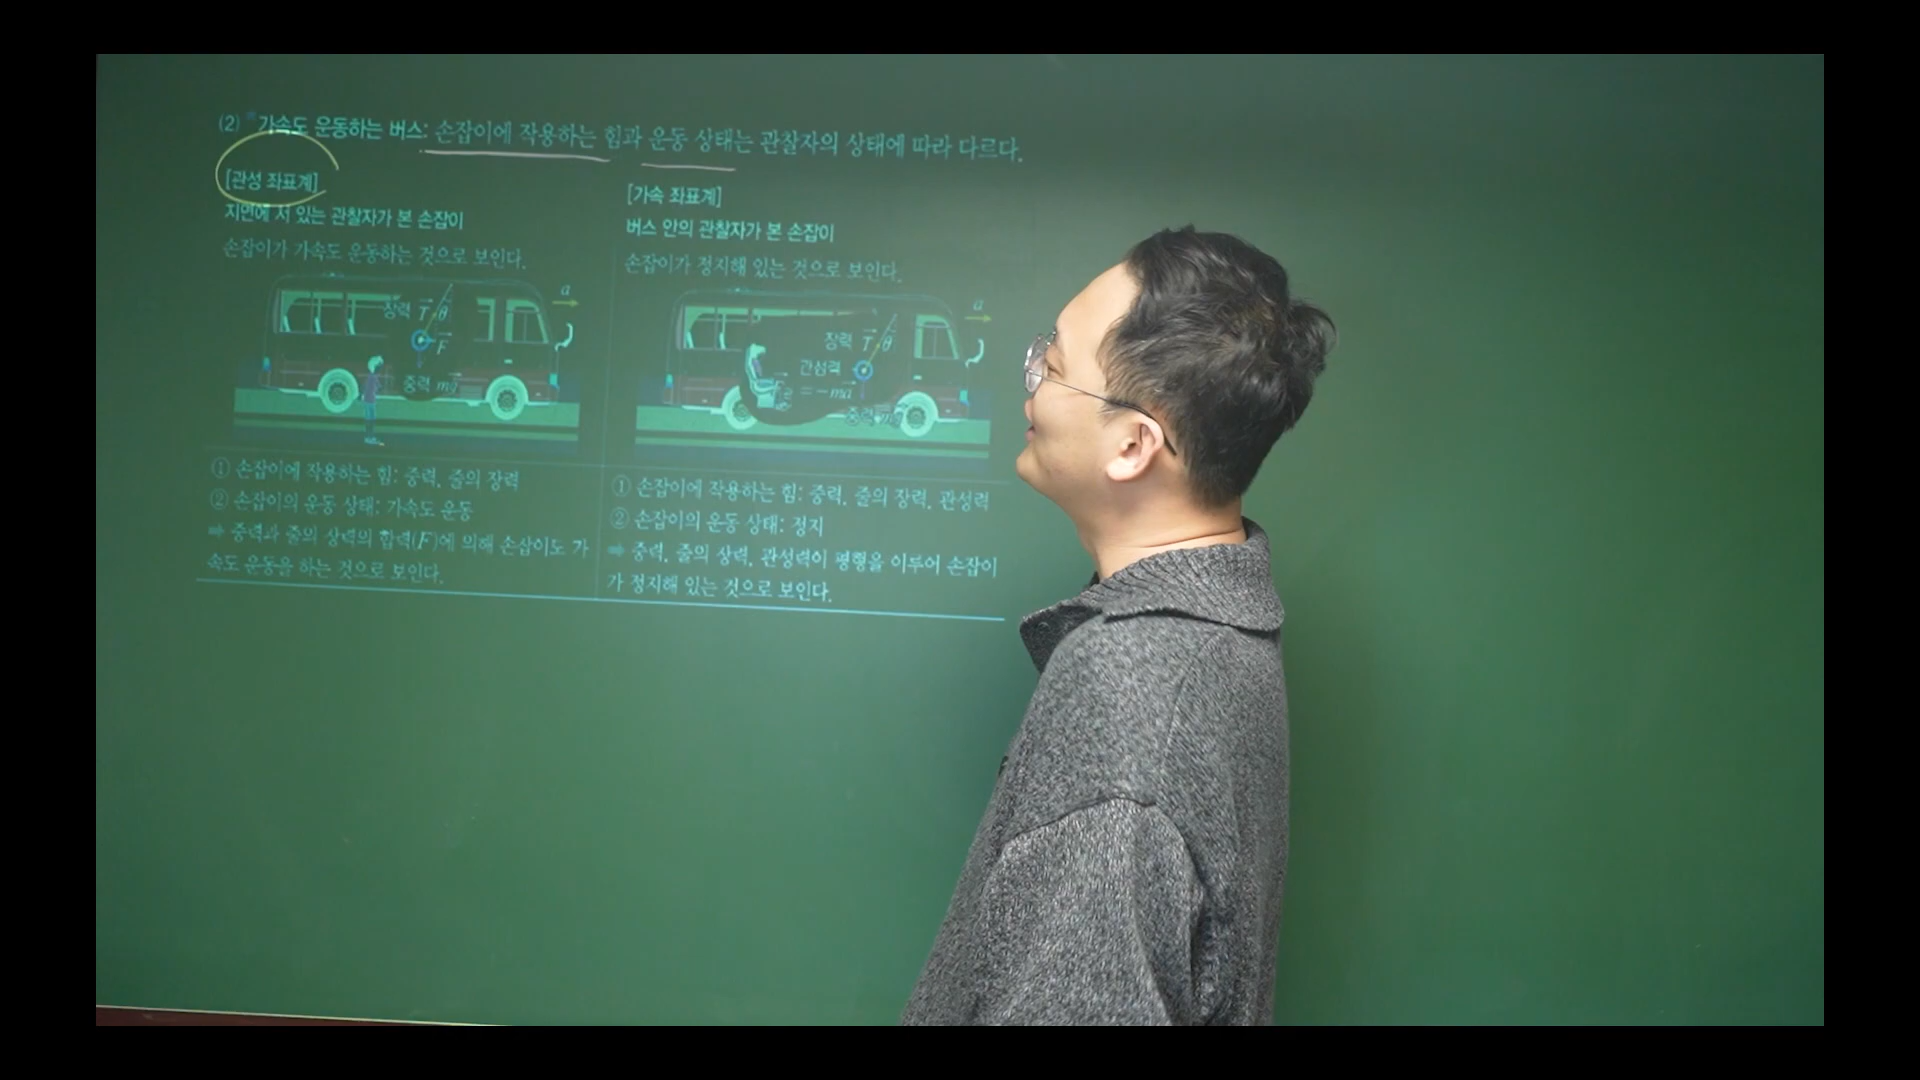 (2) *가속도 운동하는 버스: 손잡이에 작용하는 힘과 운동 상태는 관찰자의 상태에 따라 다르다.
[관성 좌표계]
지면에 서 있는 관찰자가 본 손잡이
손잡이가 가속도 운동하는 것으로 보인다.
a
장력 T θ
F
중력 mg
① 손잡이에 작용하는 힘: 중력, 줄의 장력
② 손잡이의 운동 상태: 가속도 운동
➡ 중력과 줄의 장력의 합력(F)에 의해 손잡이도 가
속도 운동을 하는 것으로 보인다.
[가속 좌표계]
버스 안의 관찰자가 본 손잡이
손잡이가 정지해 있는 것으로 보인다.
a
장력 T θ
관성력
= -ma
중력 mg
① 손잡이에 작용하는 힘: 중력, 줄의 장력, 관성력
② 손잡이의 운동 상태: 정지
➡ 중력, 줄의 장력, 관성력이 평형을 이루어 손잡이
가 정지해 있는 것으로 보인다.